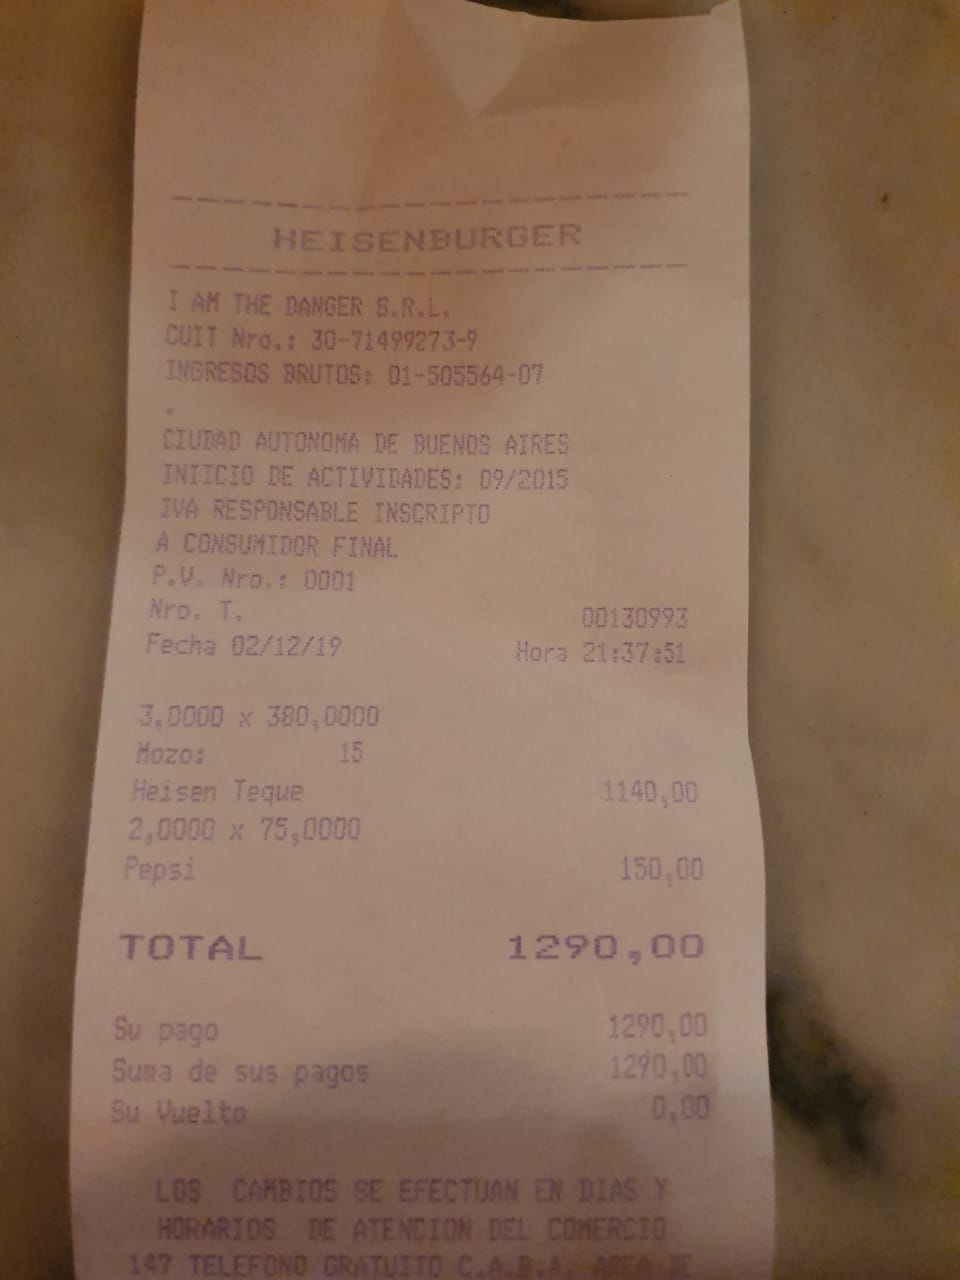 HEISENBURGER
I AM THE DANGER S.R.L.
CUIT Nro.: 30-71499273-9
INGRESOS BRUTOS: 01-505564-07
.
CIUDAD AUTONOMA DE BUENOS AIRES
INIICIO DE ACTIVIDADES: 09/2015
IVA RESPONSABLE INSCRIPTO
A CONSUMIDOR FINAL
P.V. Nro.: 0001
Nro. T. 00130993
Fecha 02/12/19 Hora 21:37:51
3,0000 x 380,0000
Mozo: 15
Heisen Teque 1140,00
2,0000 x 75,0000
Pepsi 150,00
TOTAL 1290,00
Su pago 1290,00
Suma de sus pagos 1290,00
Su Vuelto 0,00
LOS CAMBIOS SE EFECTUAN EN DIAS Y
HORARIOS DE ATENCION DEL COMERCIO
147 TELEFONO GRATUITO C.A.B.A. AREA DE